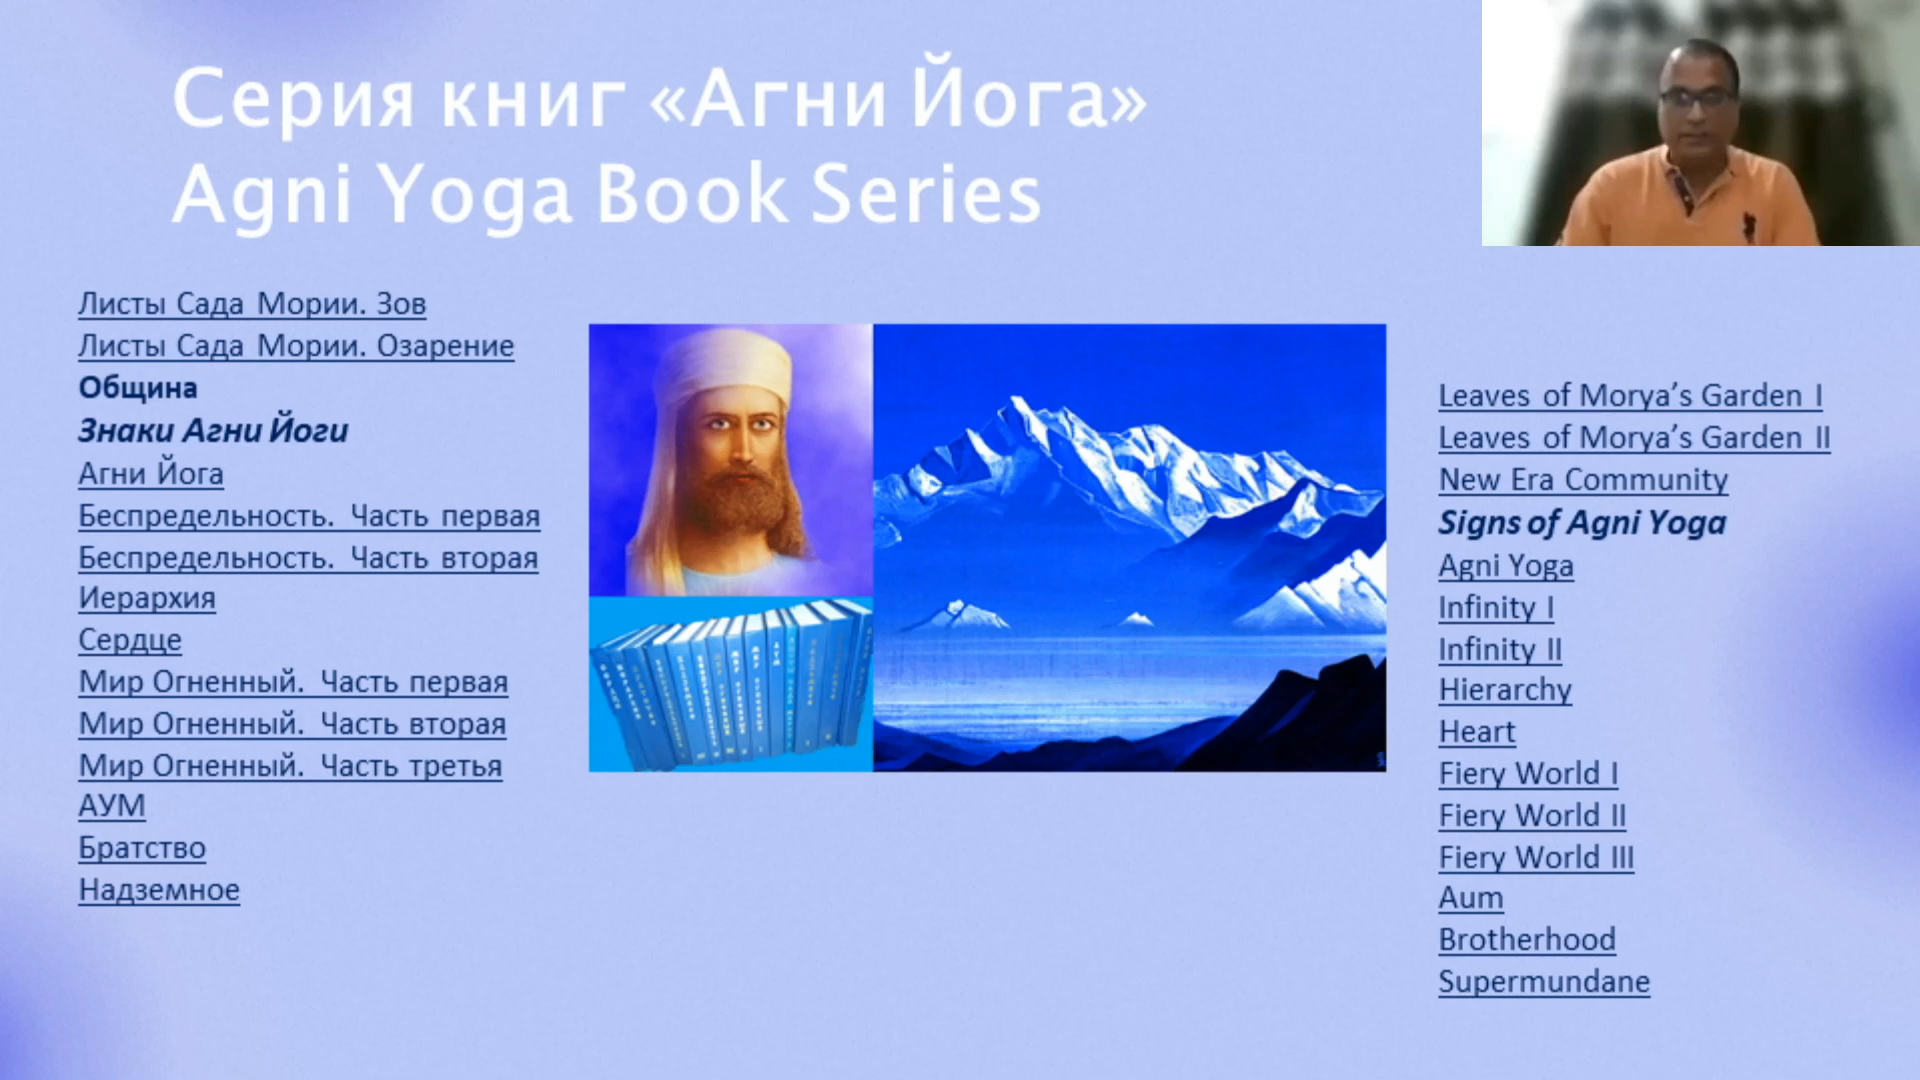 Серия книг «Агни Йога»
Agni Yoga Book Series
Листы Сада Мории. Зов
Листы Сада Мории. Озарение
Община
Знаки Агни Йоги
Агни Йога
Беспредельность. Часть первая
Беспредельность. Часть вторая
Иерархия
Сердце
Мир Огненный. Часть первая
Мир Огненный. Часть вторая
Мир Огненный. Часть третья
АУМ
Братство
Надземное
Leaves of Morya’s Garden I
Leaves of Morya’s Garden II
New Era Community
Signs of Agni Yoga
Agni Yoga
Infinity I
Infinity II
Hierarchy
Heart
Fiery World I
Fiery World II
Fiery World III
Aum
Brotherhood
Supermundane